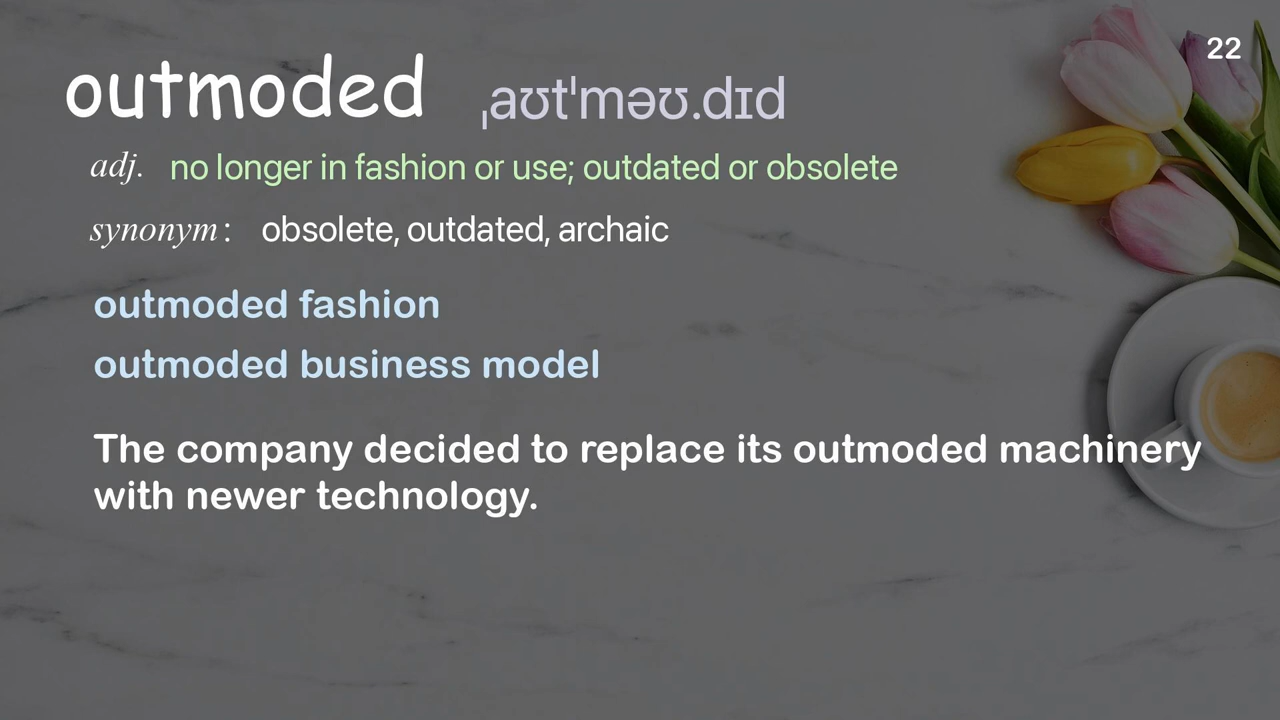 22
outmoded ˌaʊtˈməʊ.dɪd
adj. no longer in fashion or use; outdated or obsolete
synonym: obsolete, outdated, archaic
outmoded fashion
outmoded business model
The company decided to replace its outmoded machinery
with newer technology.